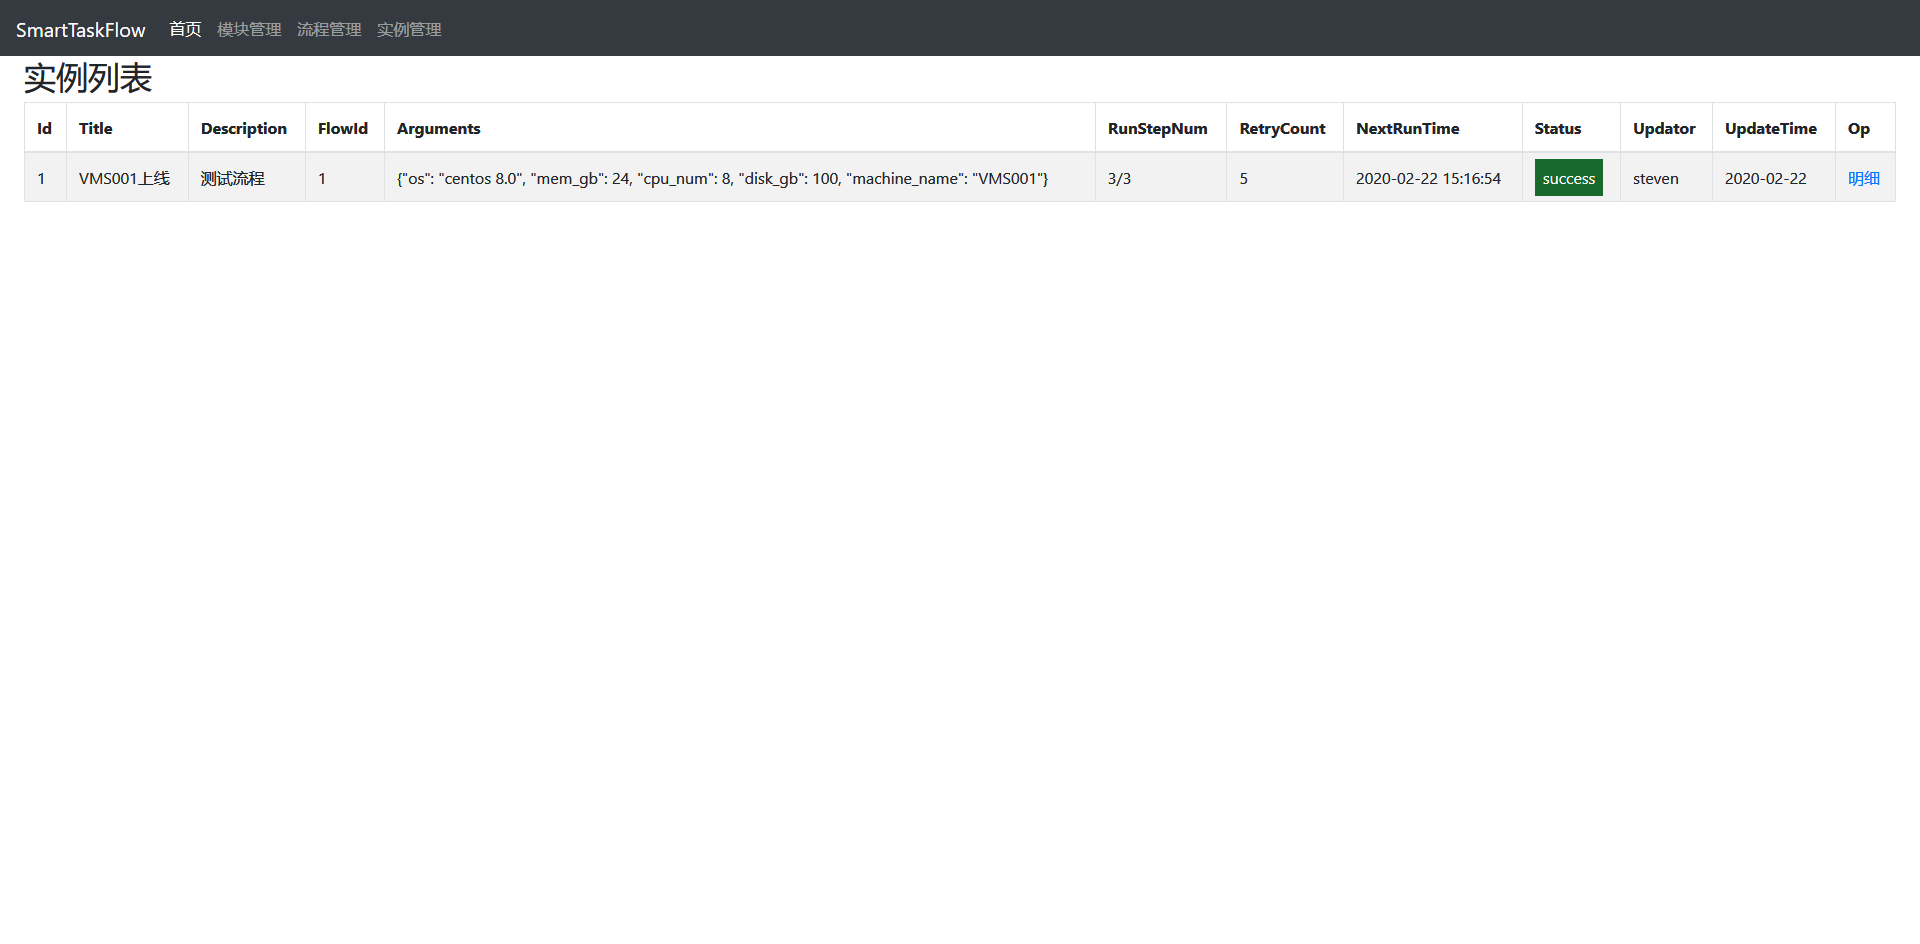 SmartTaskFlow 首页 模块管理 流程管理 实例管理
实例列表
Id Title Description FlowId Arguments RunStepNum RetryCount NextRunTime Status Updator UpdateTime Op
1 VMS001上线 测试流程 1 {"os": "centos 8.0", "mem_gb": 24, "cpu_num": 8, "disk_gb": 100, "machine_name": "VMS001"} 3/3 5 2020-02-22 15:16:54 success steven 2020-02-22 明细